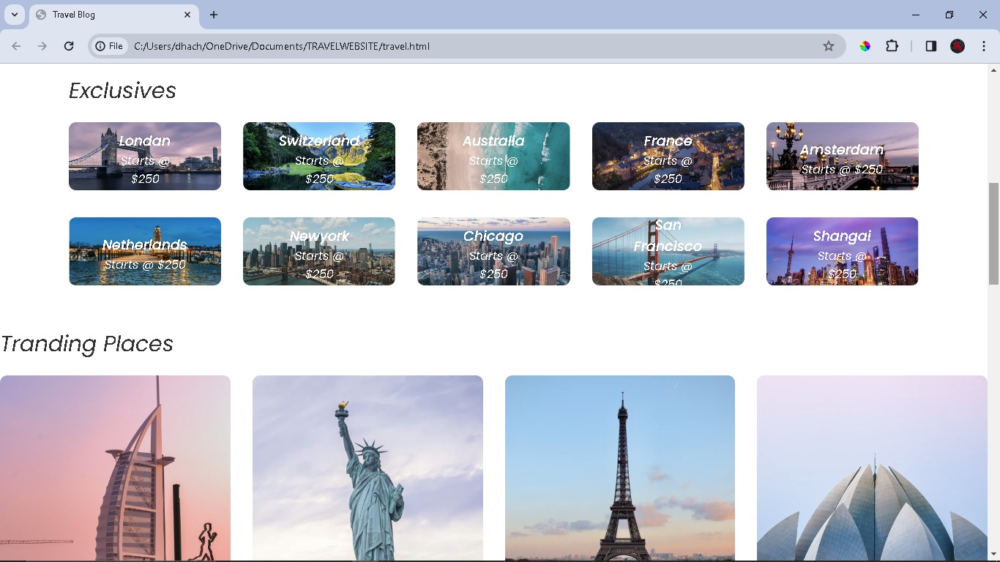 Travel Blog
File
C:/Users/dhach/OneDrive/Documents/TRAVELWEBSITE/travel.html
Exclusives
Londan
Starts @
$250
Switzerland
Starts @
$250
Australia
Starts @
$250
France
Starts @
$250
Amsterdam
Starts @ $250
Netherlands
Starts @ $250
Newyork
Starts @
$250
Chicago
Starts @
$250
San
Francisco
Starts @
$250
Shangai
Starts @
$250
Tranding Places